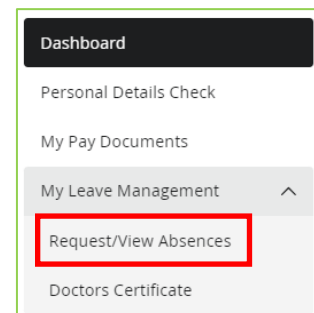 Dashboard
Personal Details Check
My Pay Documents
My Leave Management
Request/View Absences
Doctors Certificate